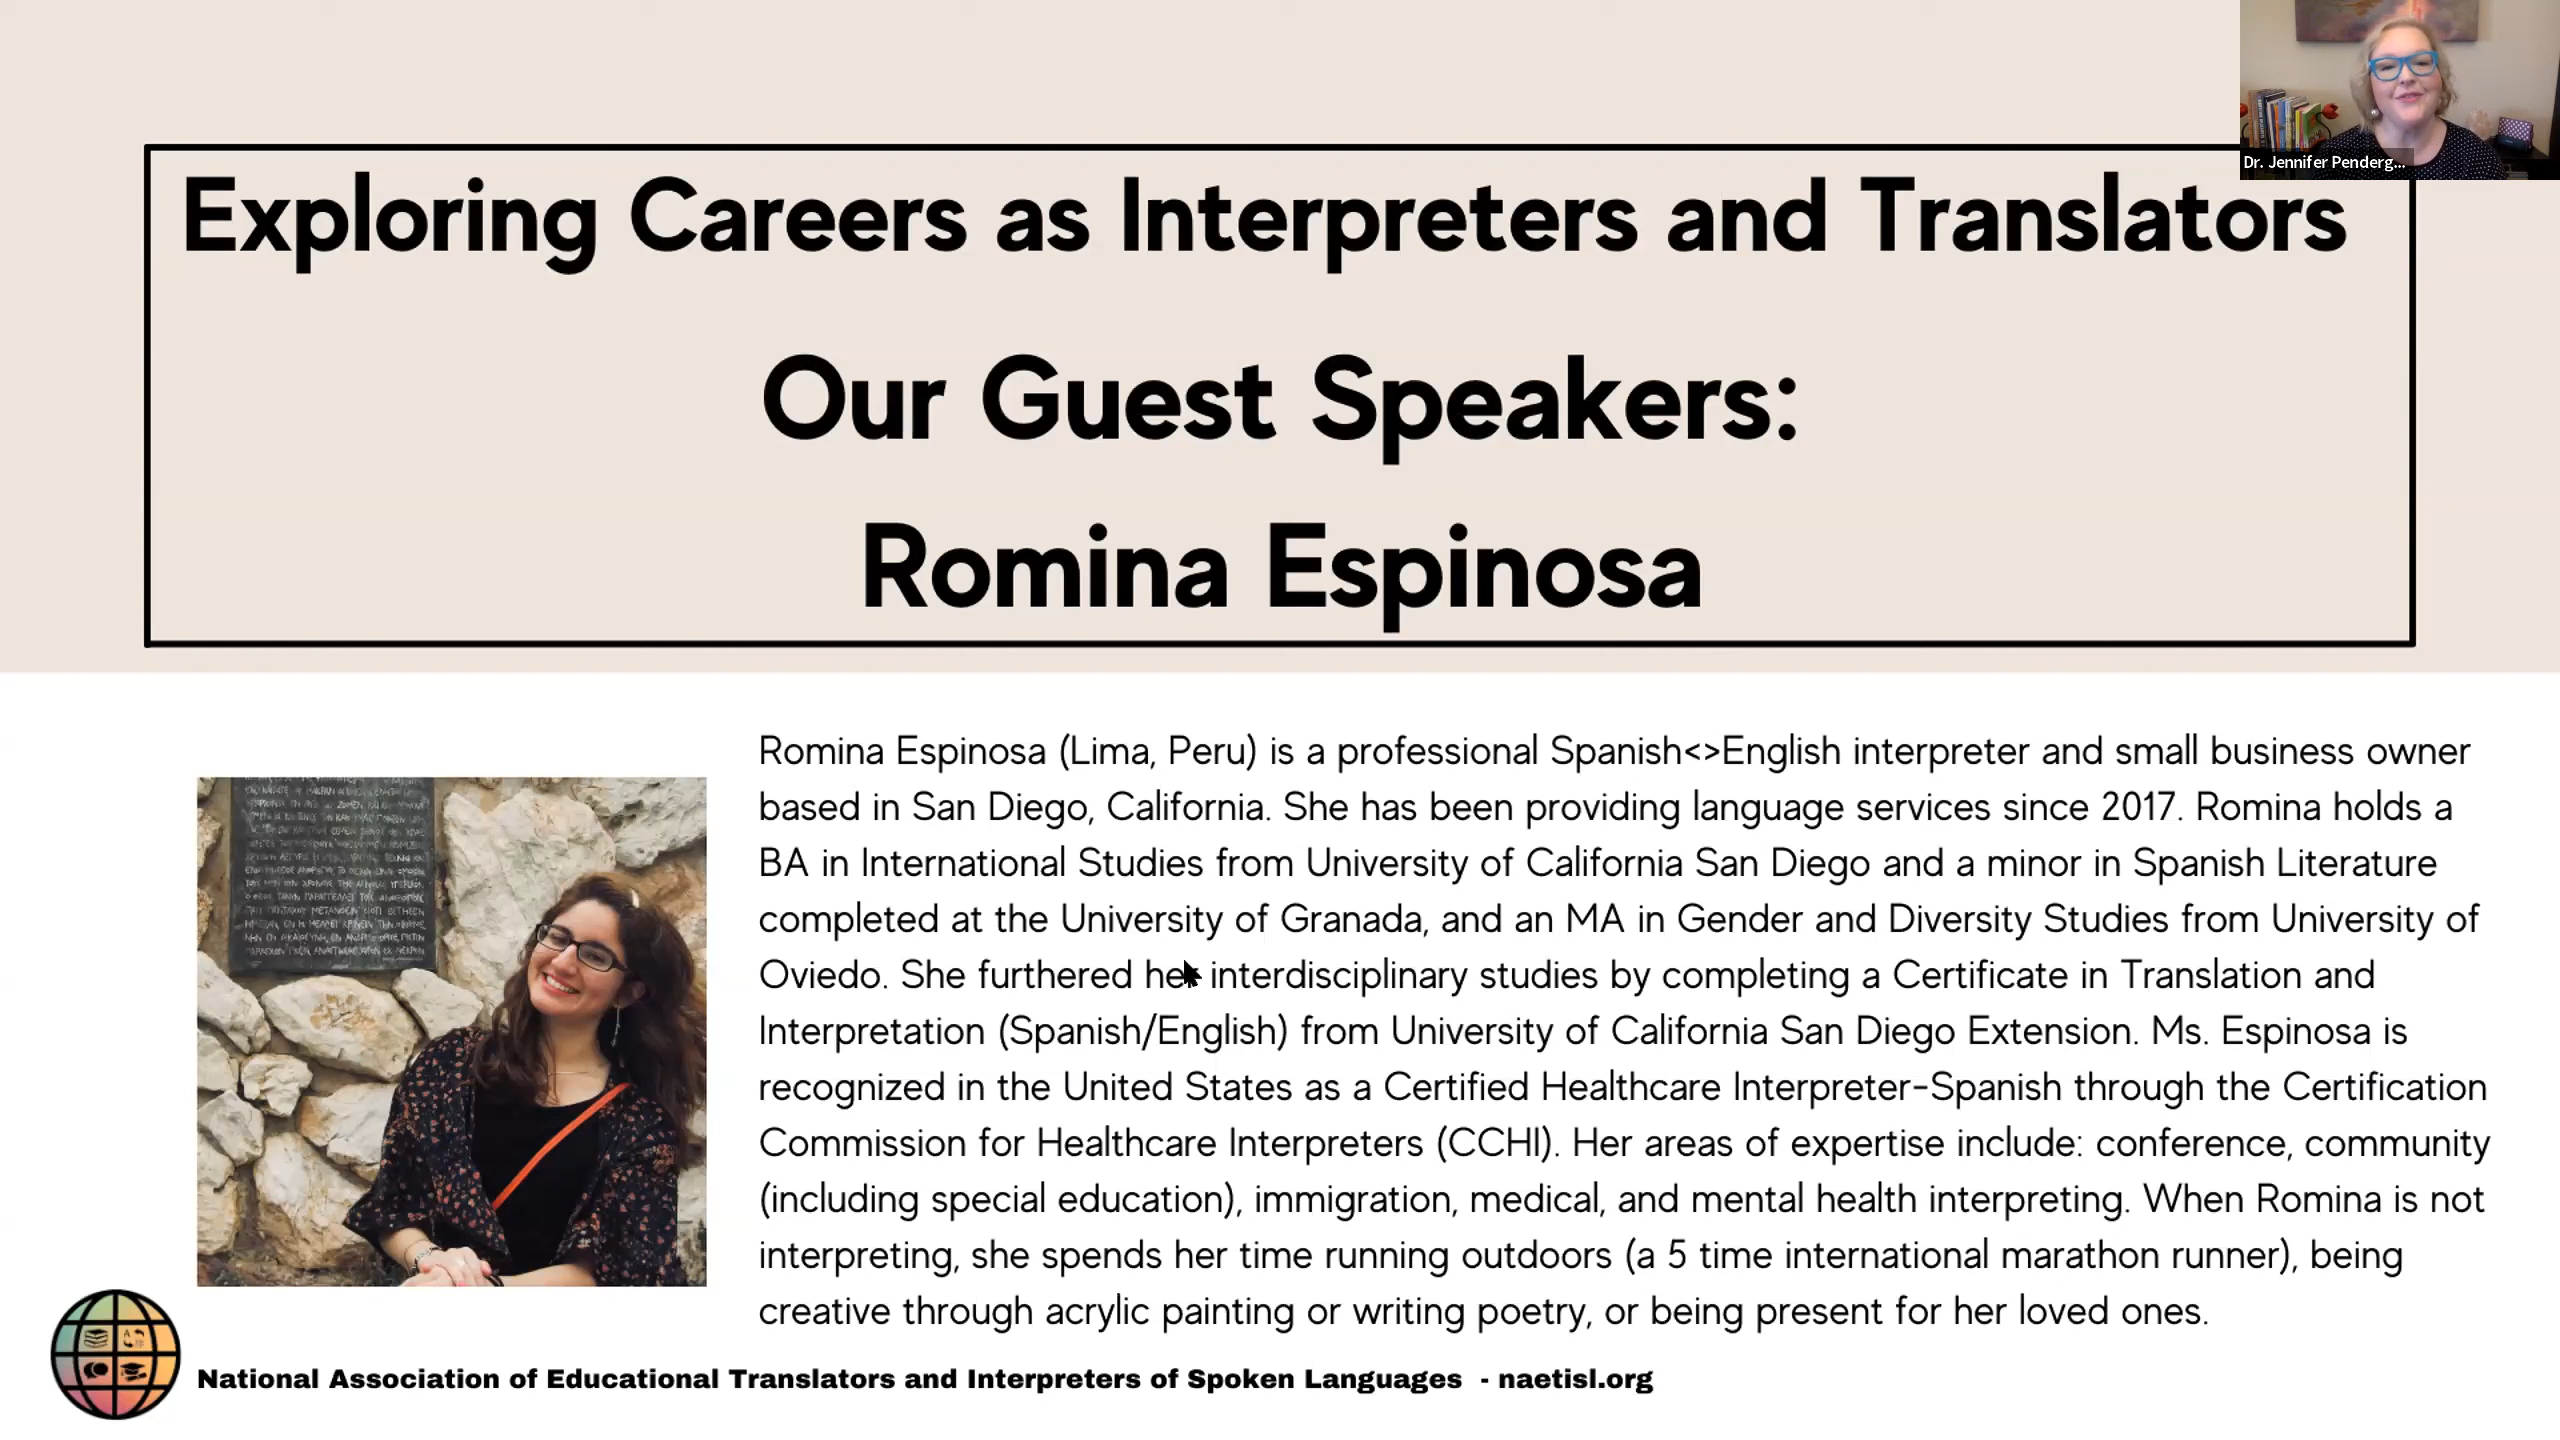 Dr. Jennifer Penderg...
Exploring Careers as Interpreters and Translators
Our Guest Speakers:
Romina Espinosa
Romina Espinosa (Lima, Peru) is a professional Spanish<>English interpreter and small business owner
based in San Diego, California. She has been providing language services since 2017. Romina holds a
BA in International Studies from University of California San Diego and a minor in Spanish Literature
completed at the University of Granada, and an MA in Gender and Diversity Studies from University of
Oviedo. She furthered her interdisciplinary studies by completing a Certificate in Translation and
Interpretation (Spanish/English) from University of California San Diego Extension. Ms. Espinosa is
recognized in the United States as a Certified Healthcare Interpreter-Spanish through the Certification
Commission for Healthcare Interpreters (CCHI). Her areas of expertise include: conference, community
(including special education), immigration, medical, and mental health interpreting. When Romina is not
interpreting, she spends her time running outdoors (a 5 time international marathon runner), being
creative through acrylic painting or writing poetry, or being present for her loved ones.
National Association of Educational Translators and Interpreters of Spoken Languages - naetisl.org